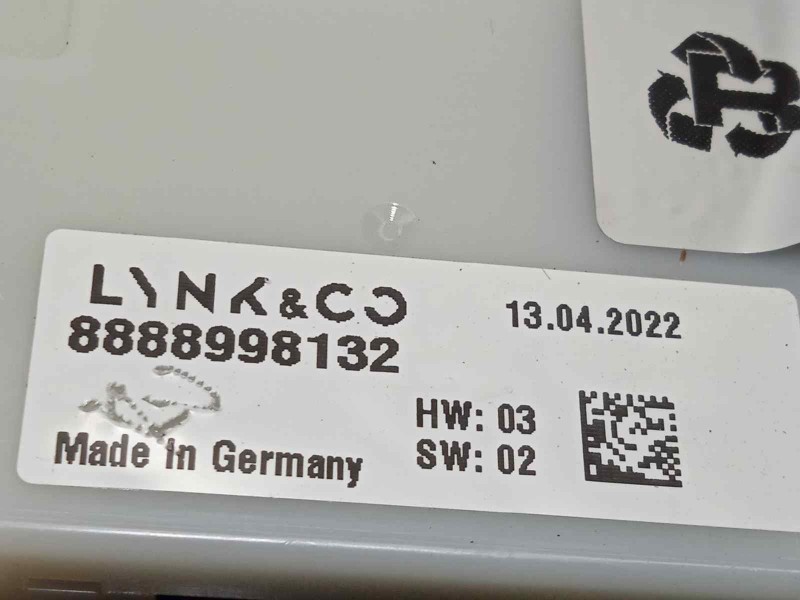 LYNK&CO
13.04.2022
8888998132
HW: 03
SW: 02
Made in Germany